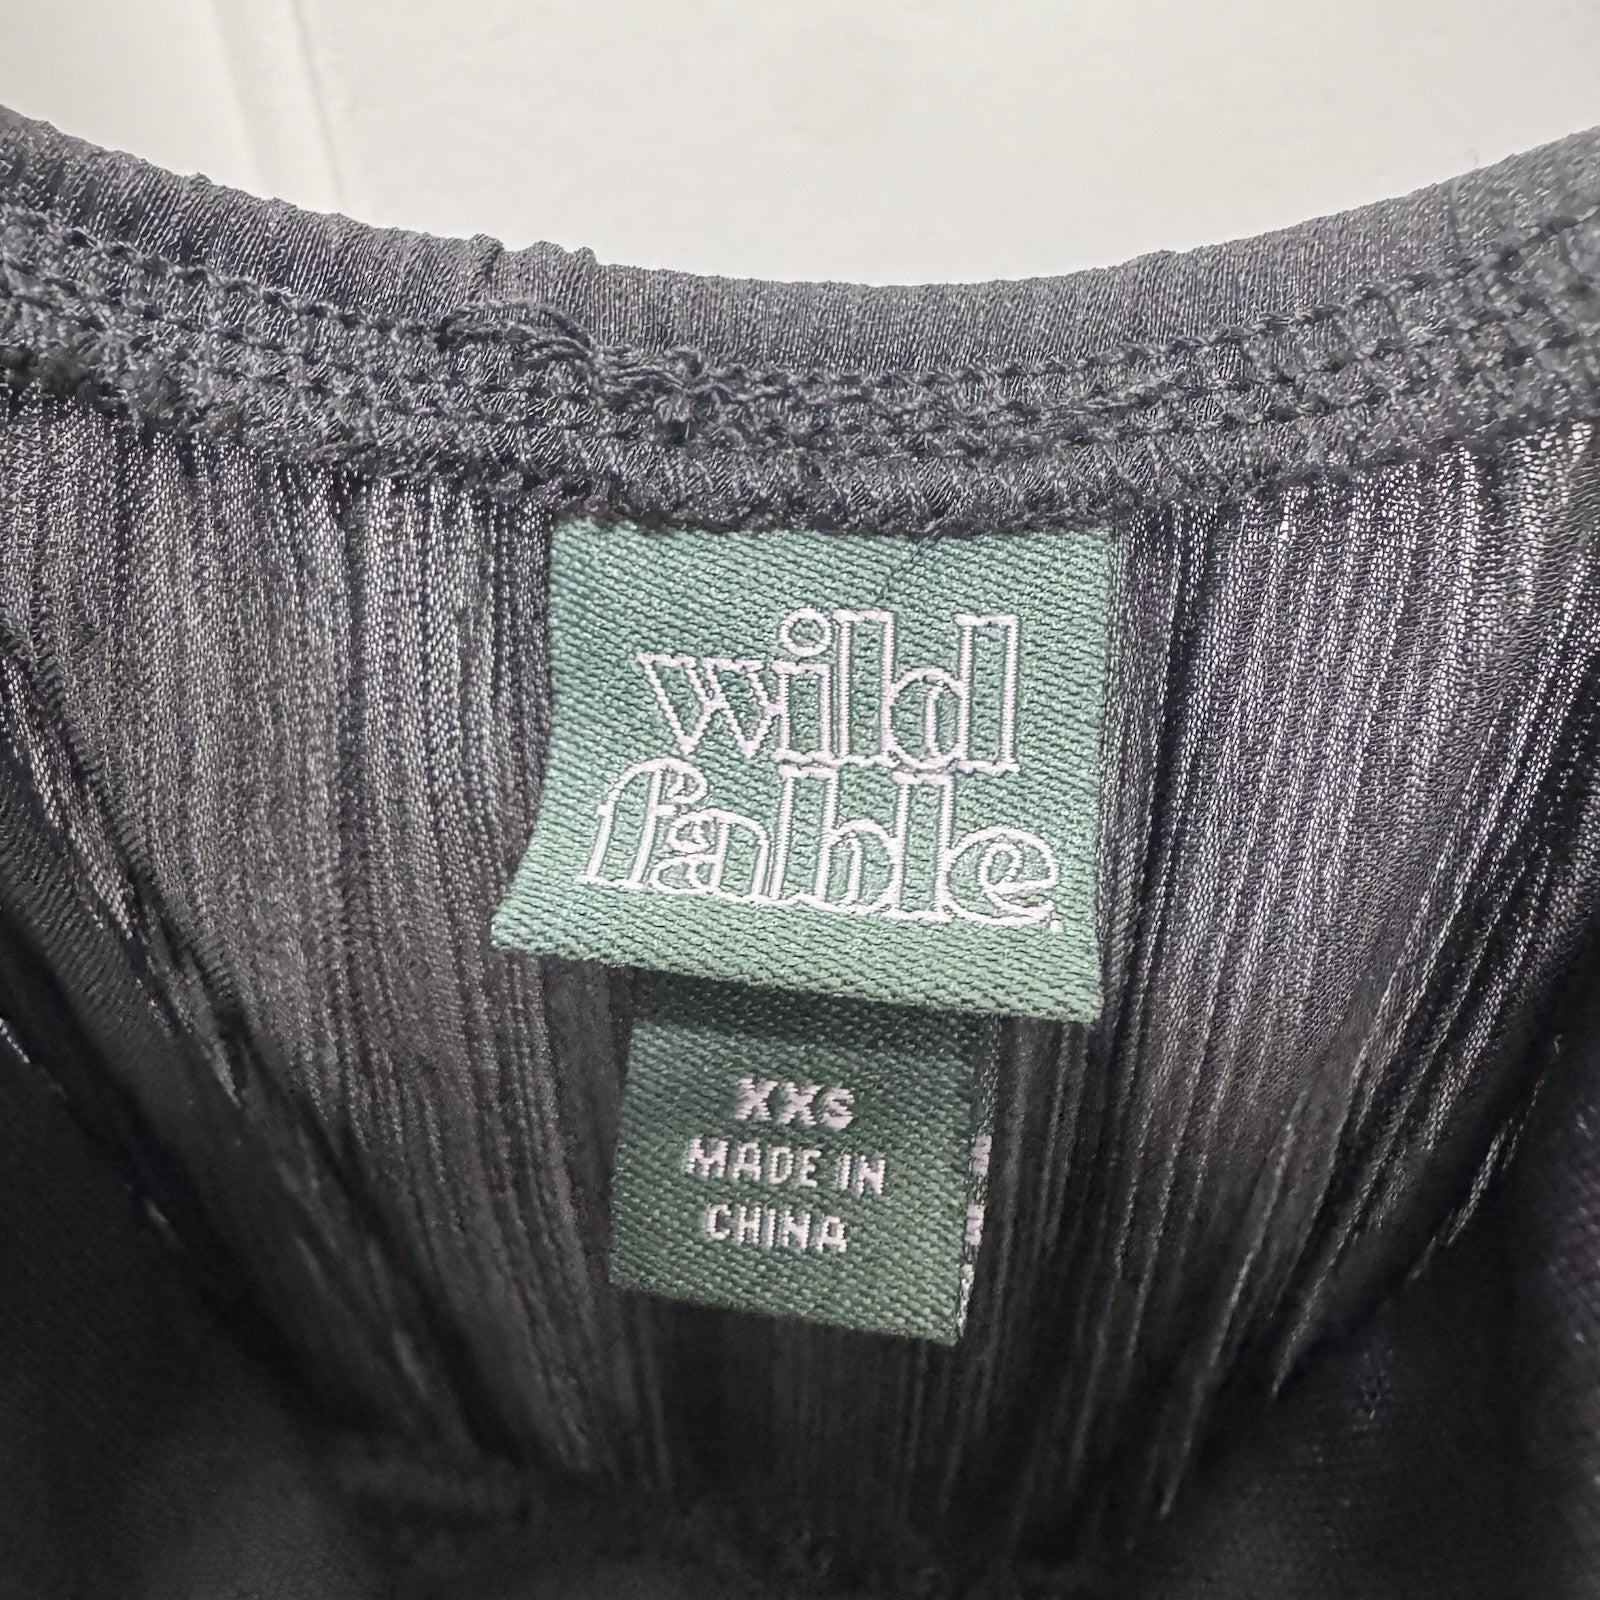 wild
fable.
XXS
MADE IN
CHINA